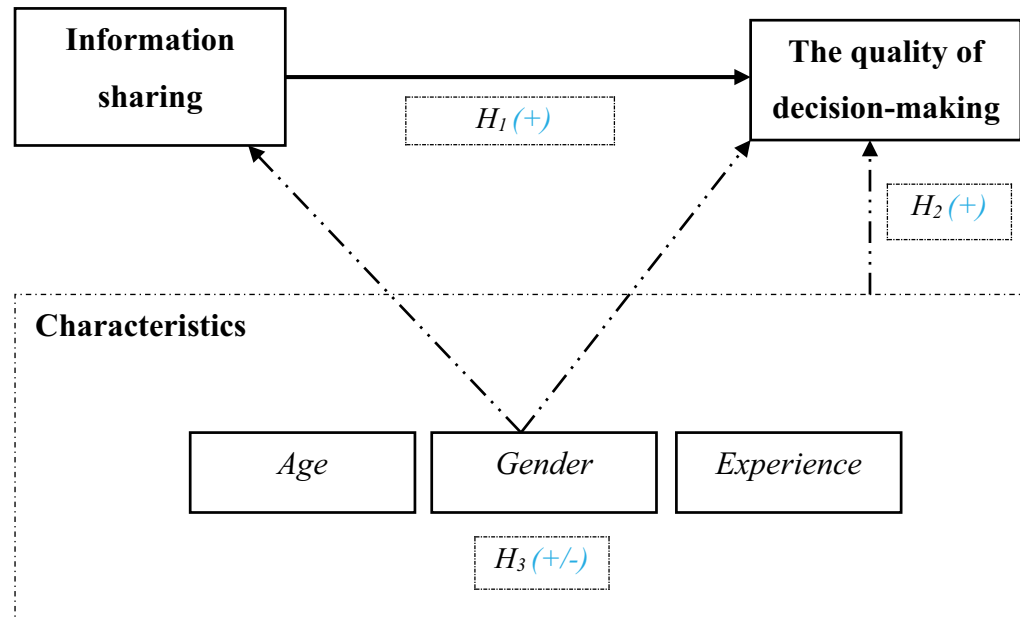 Information
sharing
The quality of
decision-making
H1 (+)
H2 (+)
Characteristics
Age
Gender
Experience
H3 (+/-)